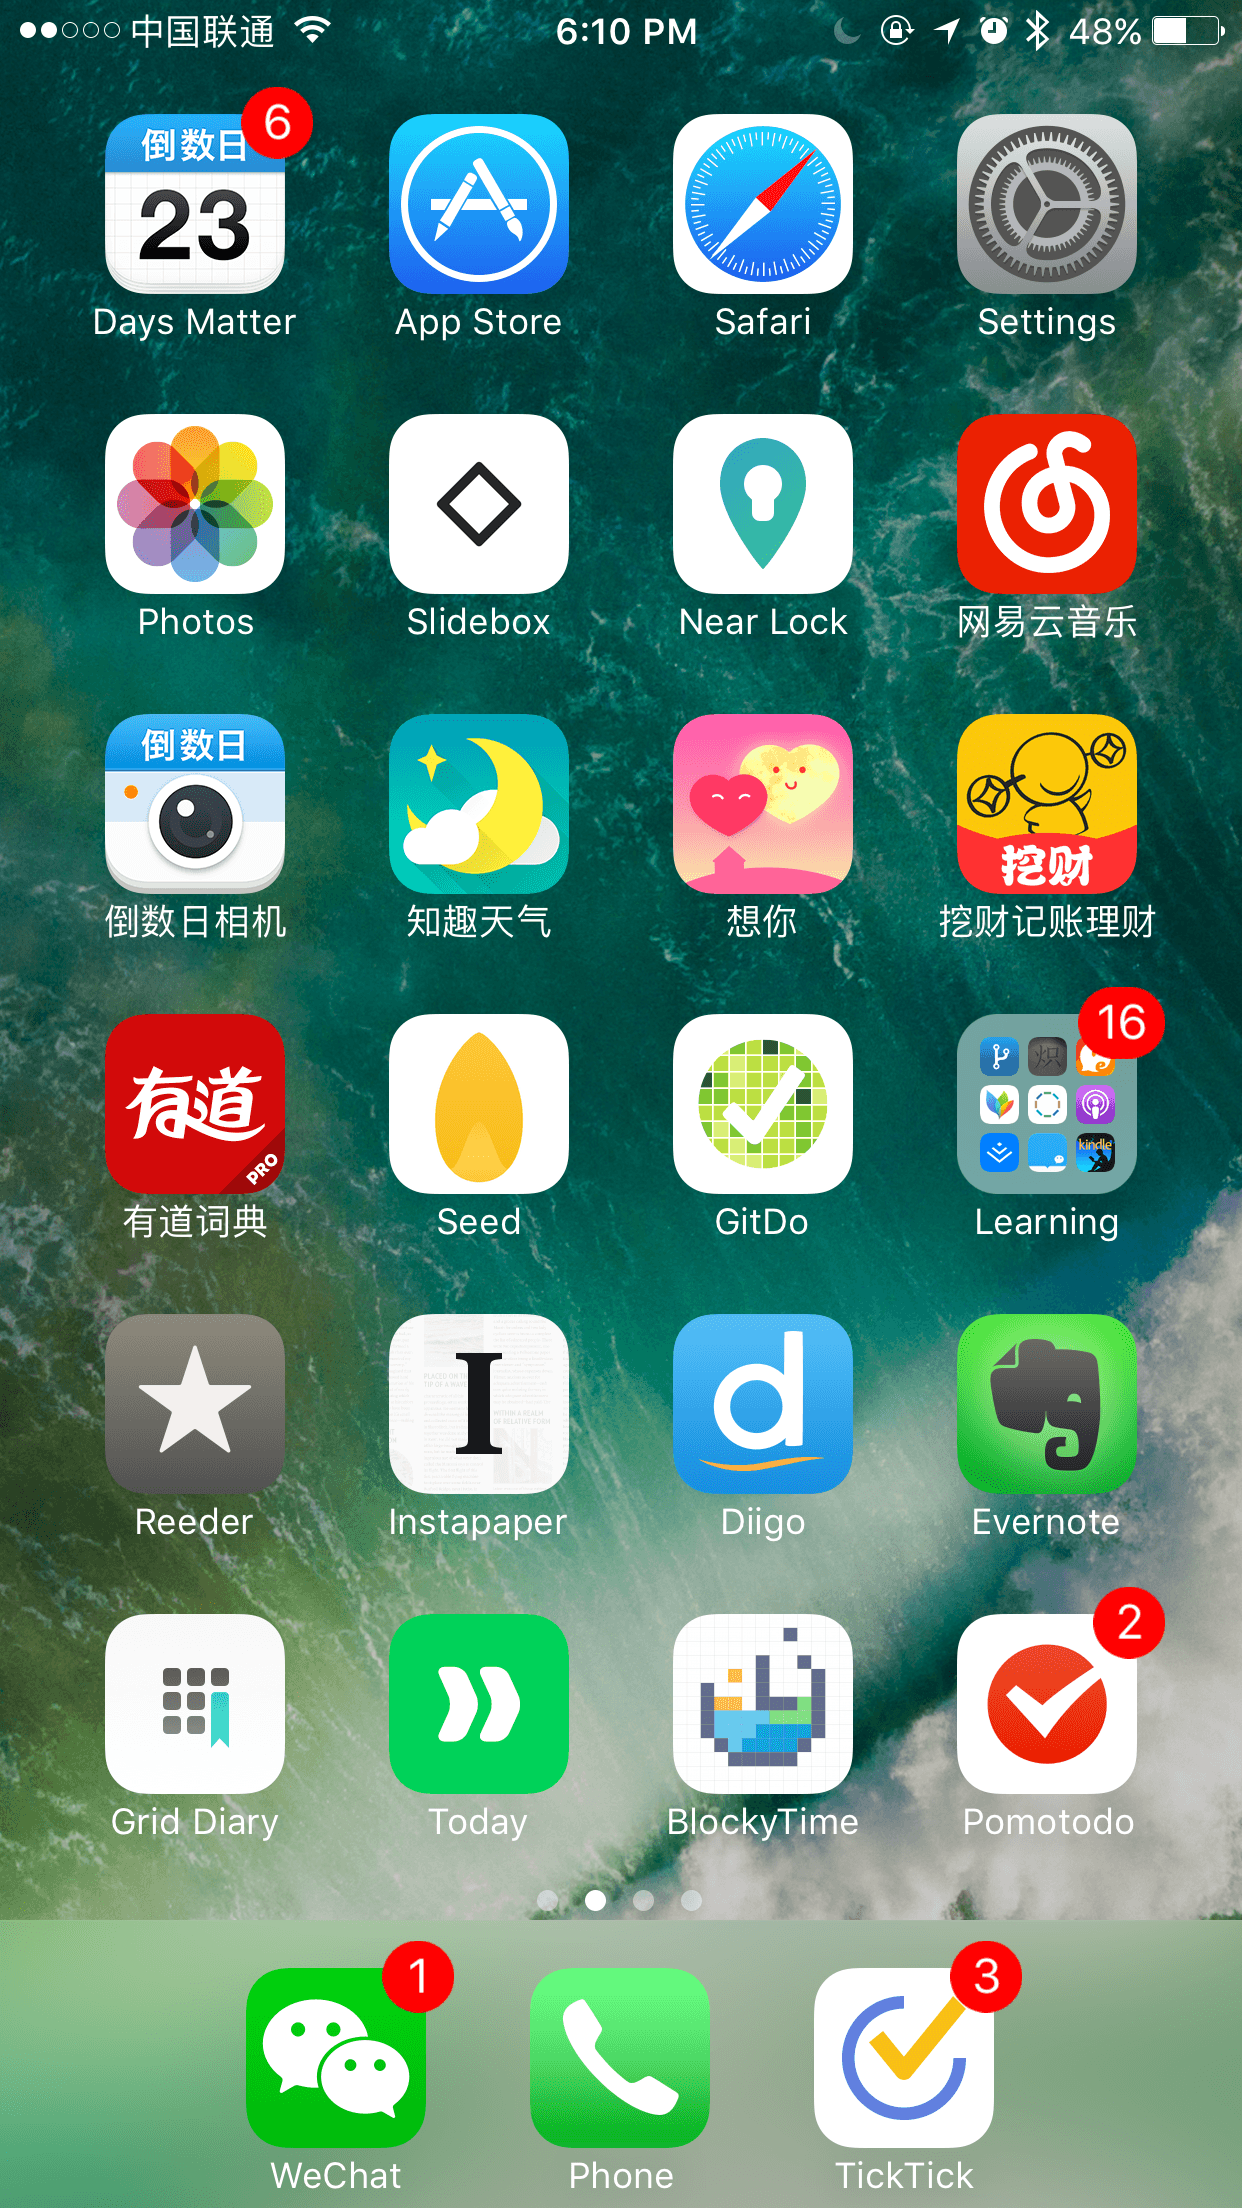 中国联通 6:10 PM 48%
6
倒数日
23
Days Matter App Store Safari Settings
Photos Slidebox Near Lock 网易云音乐
倒数日
挖财
倒数日相机 知趣天气 想你 挖财记账理财
16
有道
PRO
炽
kindle
有道词典 Seed GitDo Learning
I
d
Reeder Instapaper Diigo Evernote
2
Grid Diary Today BlockyTime Pomotodo
1 3
WeChat Phone TickTick